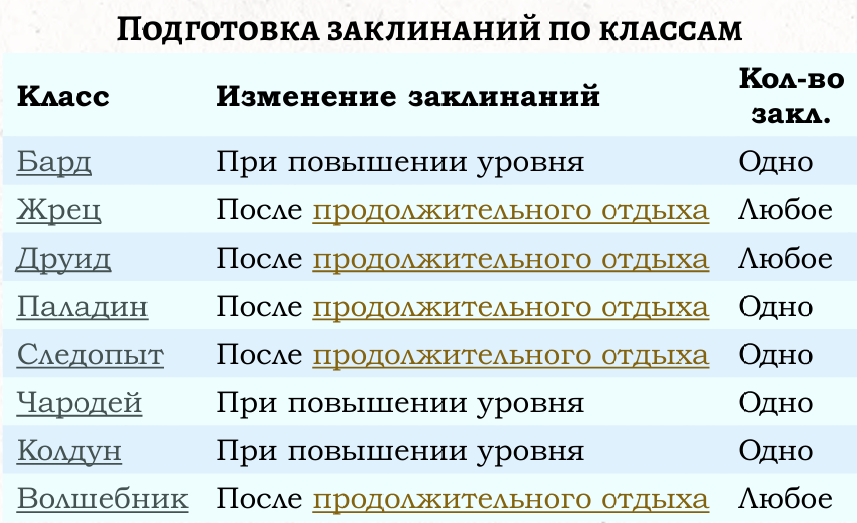 Подготовка заклинаний по классам
Класс Изменение заклинаний Кол-во закл.
Бард При повышении уровня Одно
Жрец После продолжительного отдыха Любое
Друид После продолжительного отдыха Любое
Паладин После продолжительного отдыха Одно
Следопыт После продолжительного отдыха Одно
Чародей При повышении уровня Одно
Колдун При повышении уровня Одно
Волшебник После продолжительного отдыха Любое